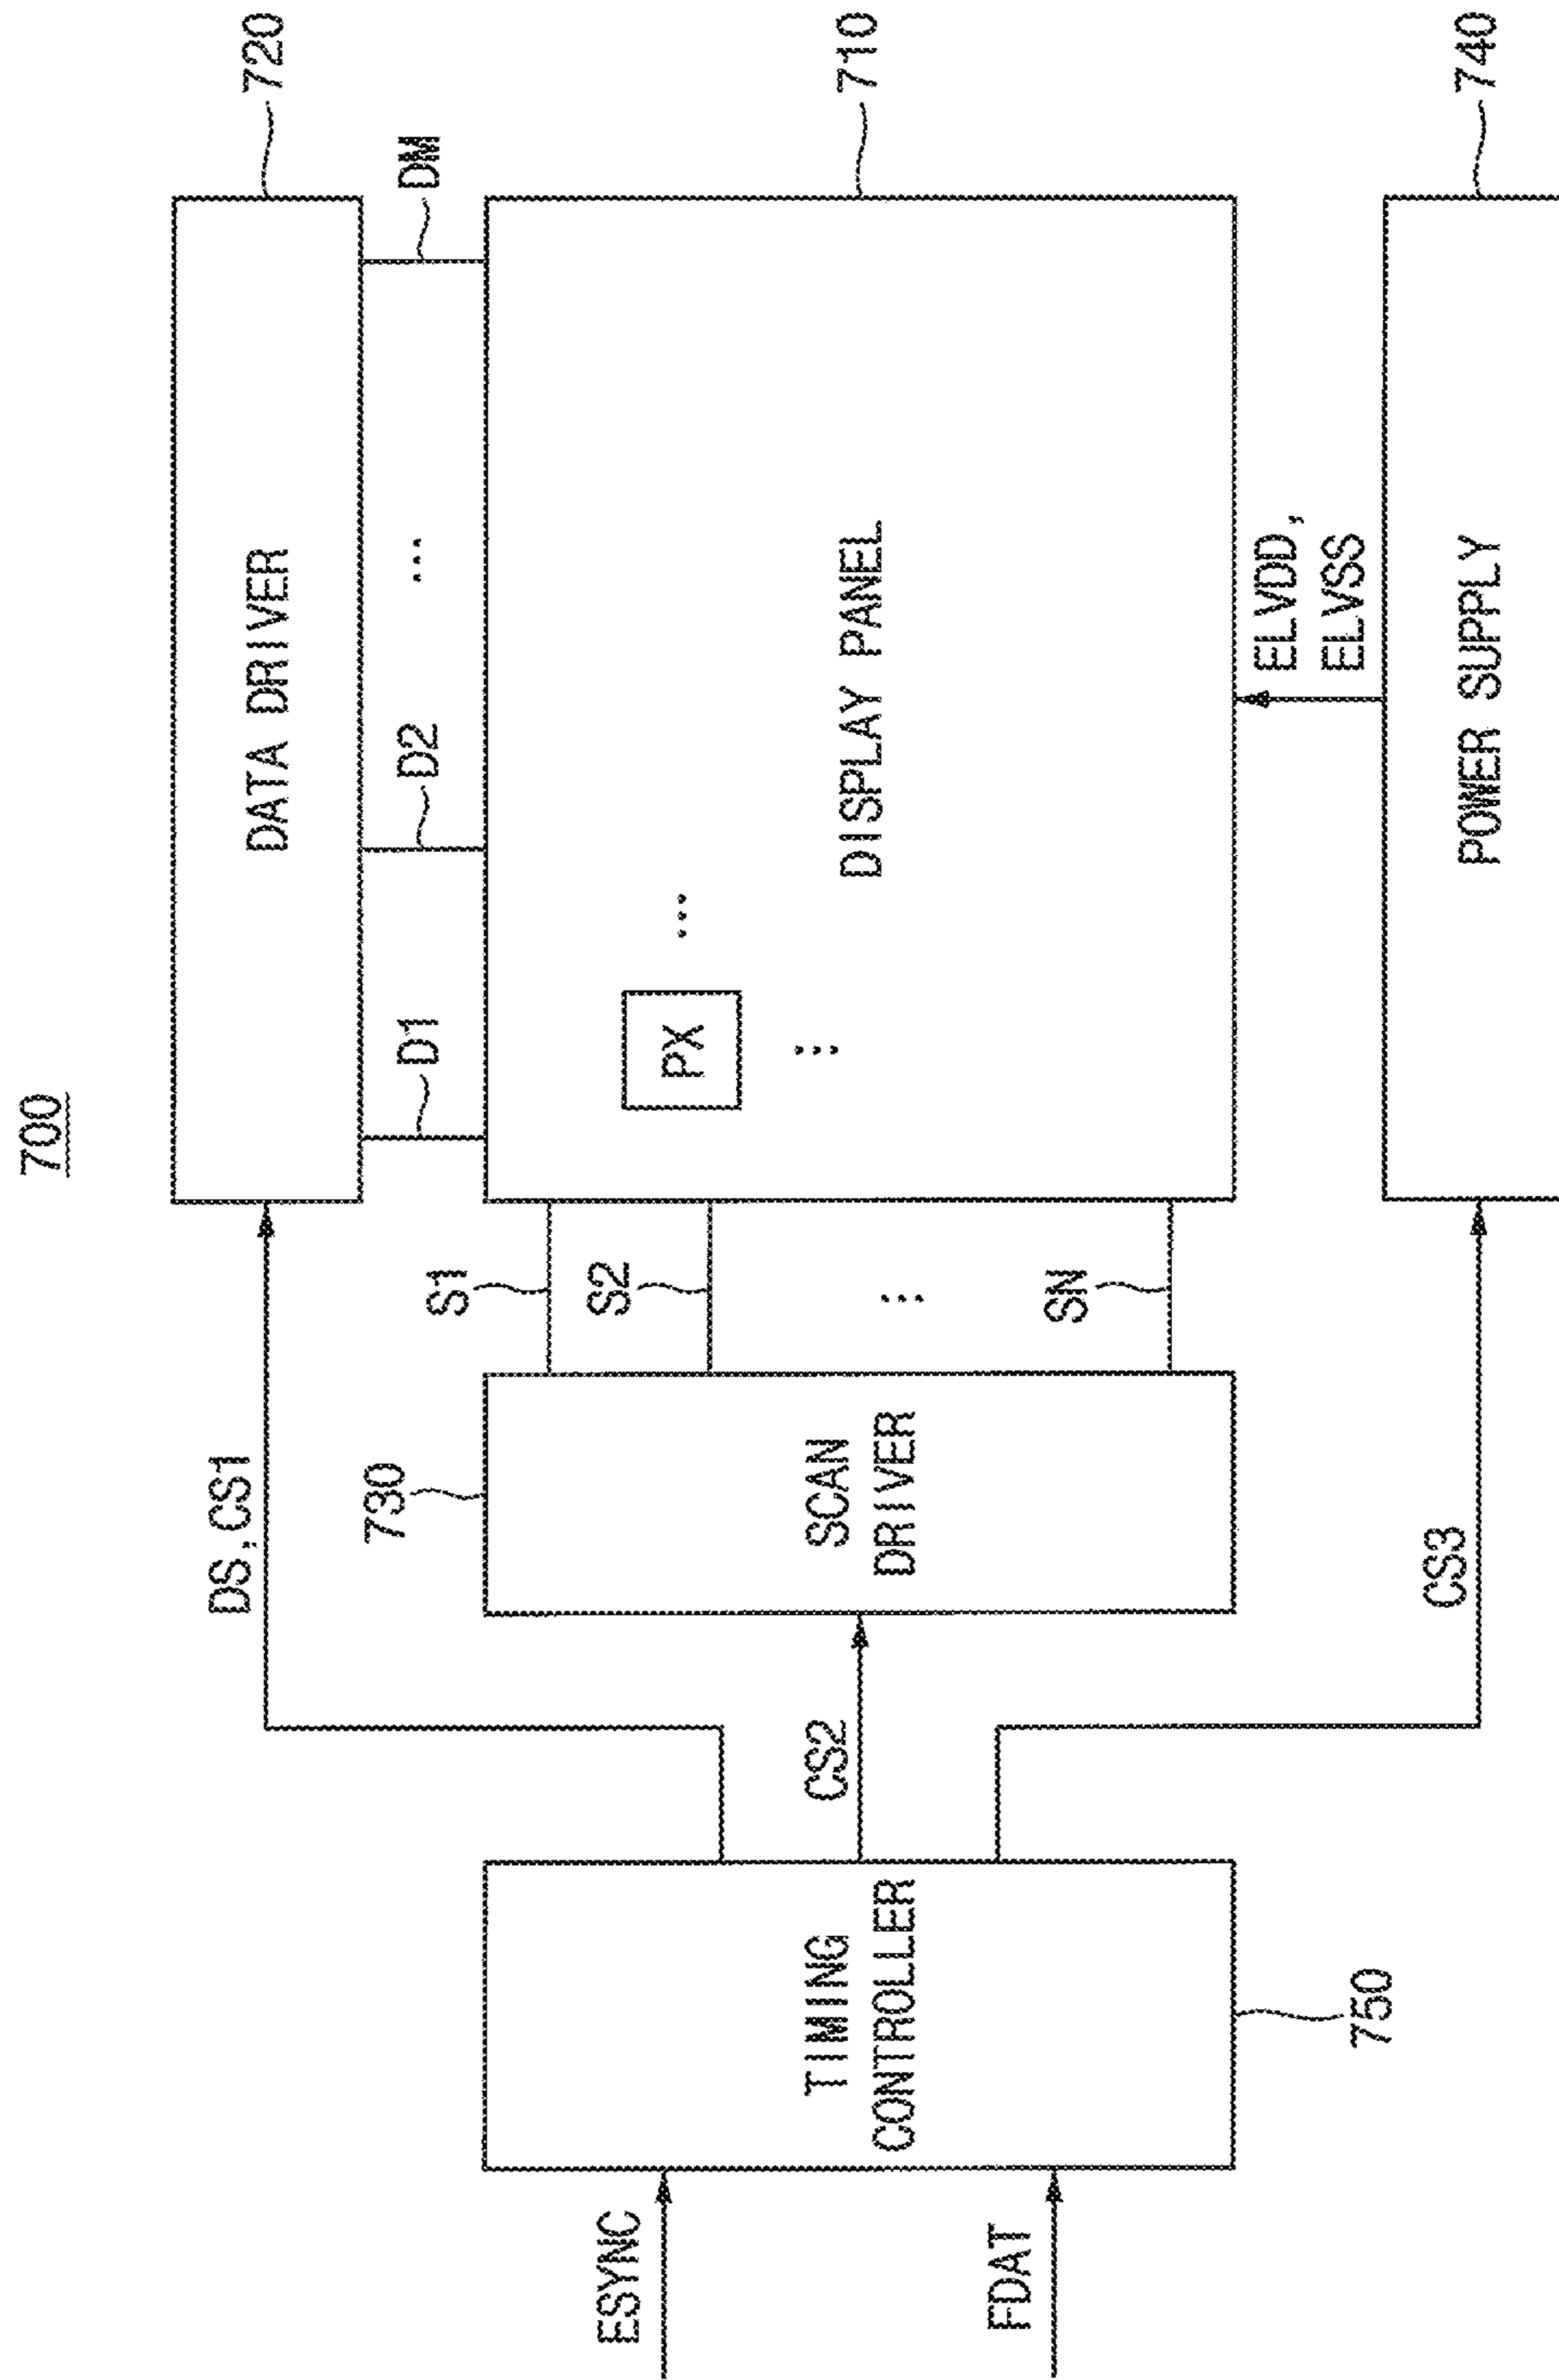 700
DATA DRIVER
720
D1
D2
...
DM
DS,CS1
730
S1
S2
SN
PX
...
DISPLAY PANEL
710
SCAN
DRIVER
ESYNC
FDAT
TIMING
CONTROLLER
750
CS2
CS3
ELVDD,
ELVSS
POWER SUPPLY
740